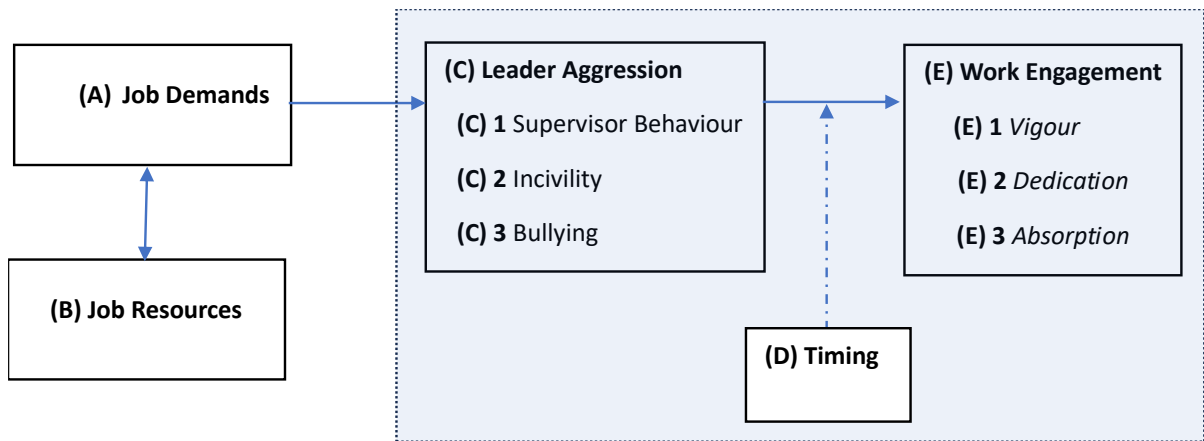 (A) Job Demands
(B) Job Resources
(C) Leader Aggression
(C) 1 Supervisor Behaviour
(C) 2 Incivility
(C) 3 Bullying
(D) Timing
(E) Work Engagement
(E) 1 Vigour
(E) 2 Dedication
(E) 3 Absorption